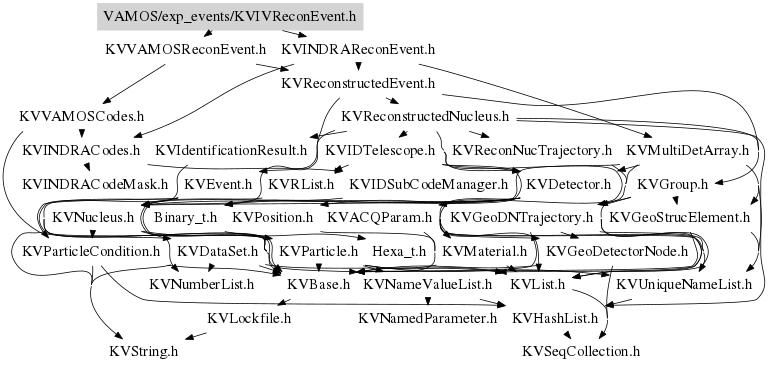 VAMOS/exp_events/KVIVReconEvent.h
KVVAMOSReconEvent.h KVINDRAReconEvent.h
KVReconstructedEvent.h
KVVAMOSCodes.h KVReconstructedNucleus.h
KVINDRACodes.h KVIdentificationResult.h KVIDTelescope.h KVReconNucTrajectory.h KVMultiDetArray.h
KVINDRACodeMask.h KVEvent.h KVRList.h KVIDSubCodeManager.h KVDetector.h KVGroup.h
KVNucleus.h Binary_t.h KVPosition.h KVACQParam.h KVGeoDNTrajectory.h KVGeoStrucElement.h
KVParticleCondition.h KVDataSet.h KVParticle.h Hexa_t.h KVMaterial.h KVGeoDetectorNode.h
KVNumberList.h KVBase.h KVNameValueList.h KVList.h KVUniqueNameList.h
KVLockfile.h KVNamedParameter.h KVHashList.h
KVString.h KVSeqCollection.h